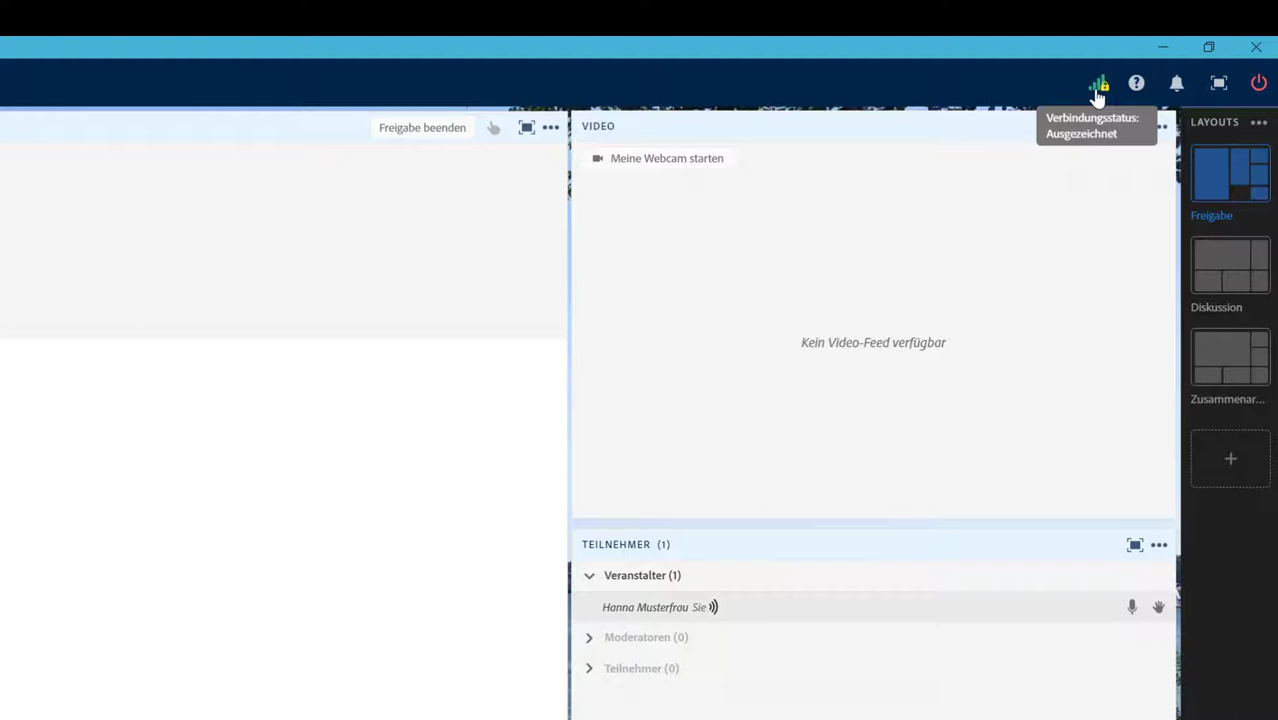 Verbindungsstatus:
Ausgezeichnet
Freigabe beenden
VIDEO
LAYOUTS
Meine Webcam starten
Freigabe
Diskussion
Kein Video-Feed verfügbar
Zusammenar...
TEILNEHMER (1)
Veranstalter (1)
Hanna Musterfrau Sie
Moderatoren (0)
Teilnehmer (0)